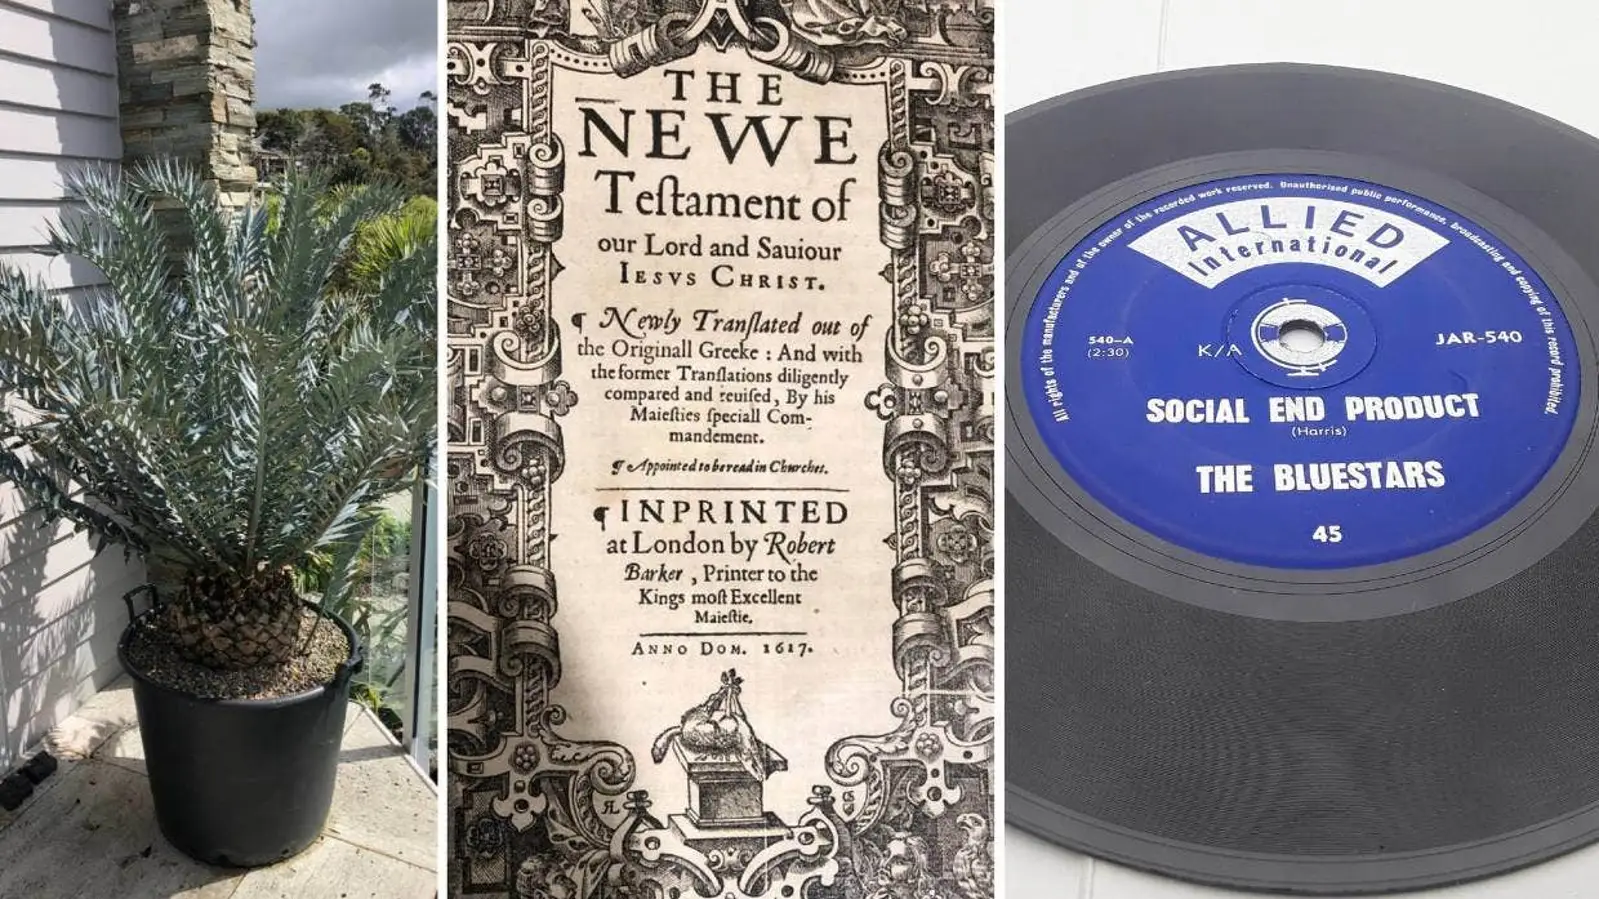 THE
NEWE
Teſtament of
our Lord and Sauiour
IESVS CHRIST.
¶ Newly Tranſlated out of
the Originall Greeke : And with
the former Tranſlations diligently
compared and reuiſed, By his
Maieſties ſpeciall Com-
mandement.
¶ Appointed to be read in Churches.
¶ INPRINTED
at London by Robert
Barker, Printer to the
Kings moſt Excellent
Maieſtie.
ANNO DOM. 1617.
RL
All rights of the manufacturers and of the owner of the recorded work reserved. Unauthorised public performance, broadcasting and copying of this record prohibited.
ALLIED
International
540-A
(2:30)
K/A
JAR-540
SOCIAL END PRODUCT
(Harris)
THE BLUESTARS
45